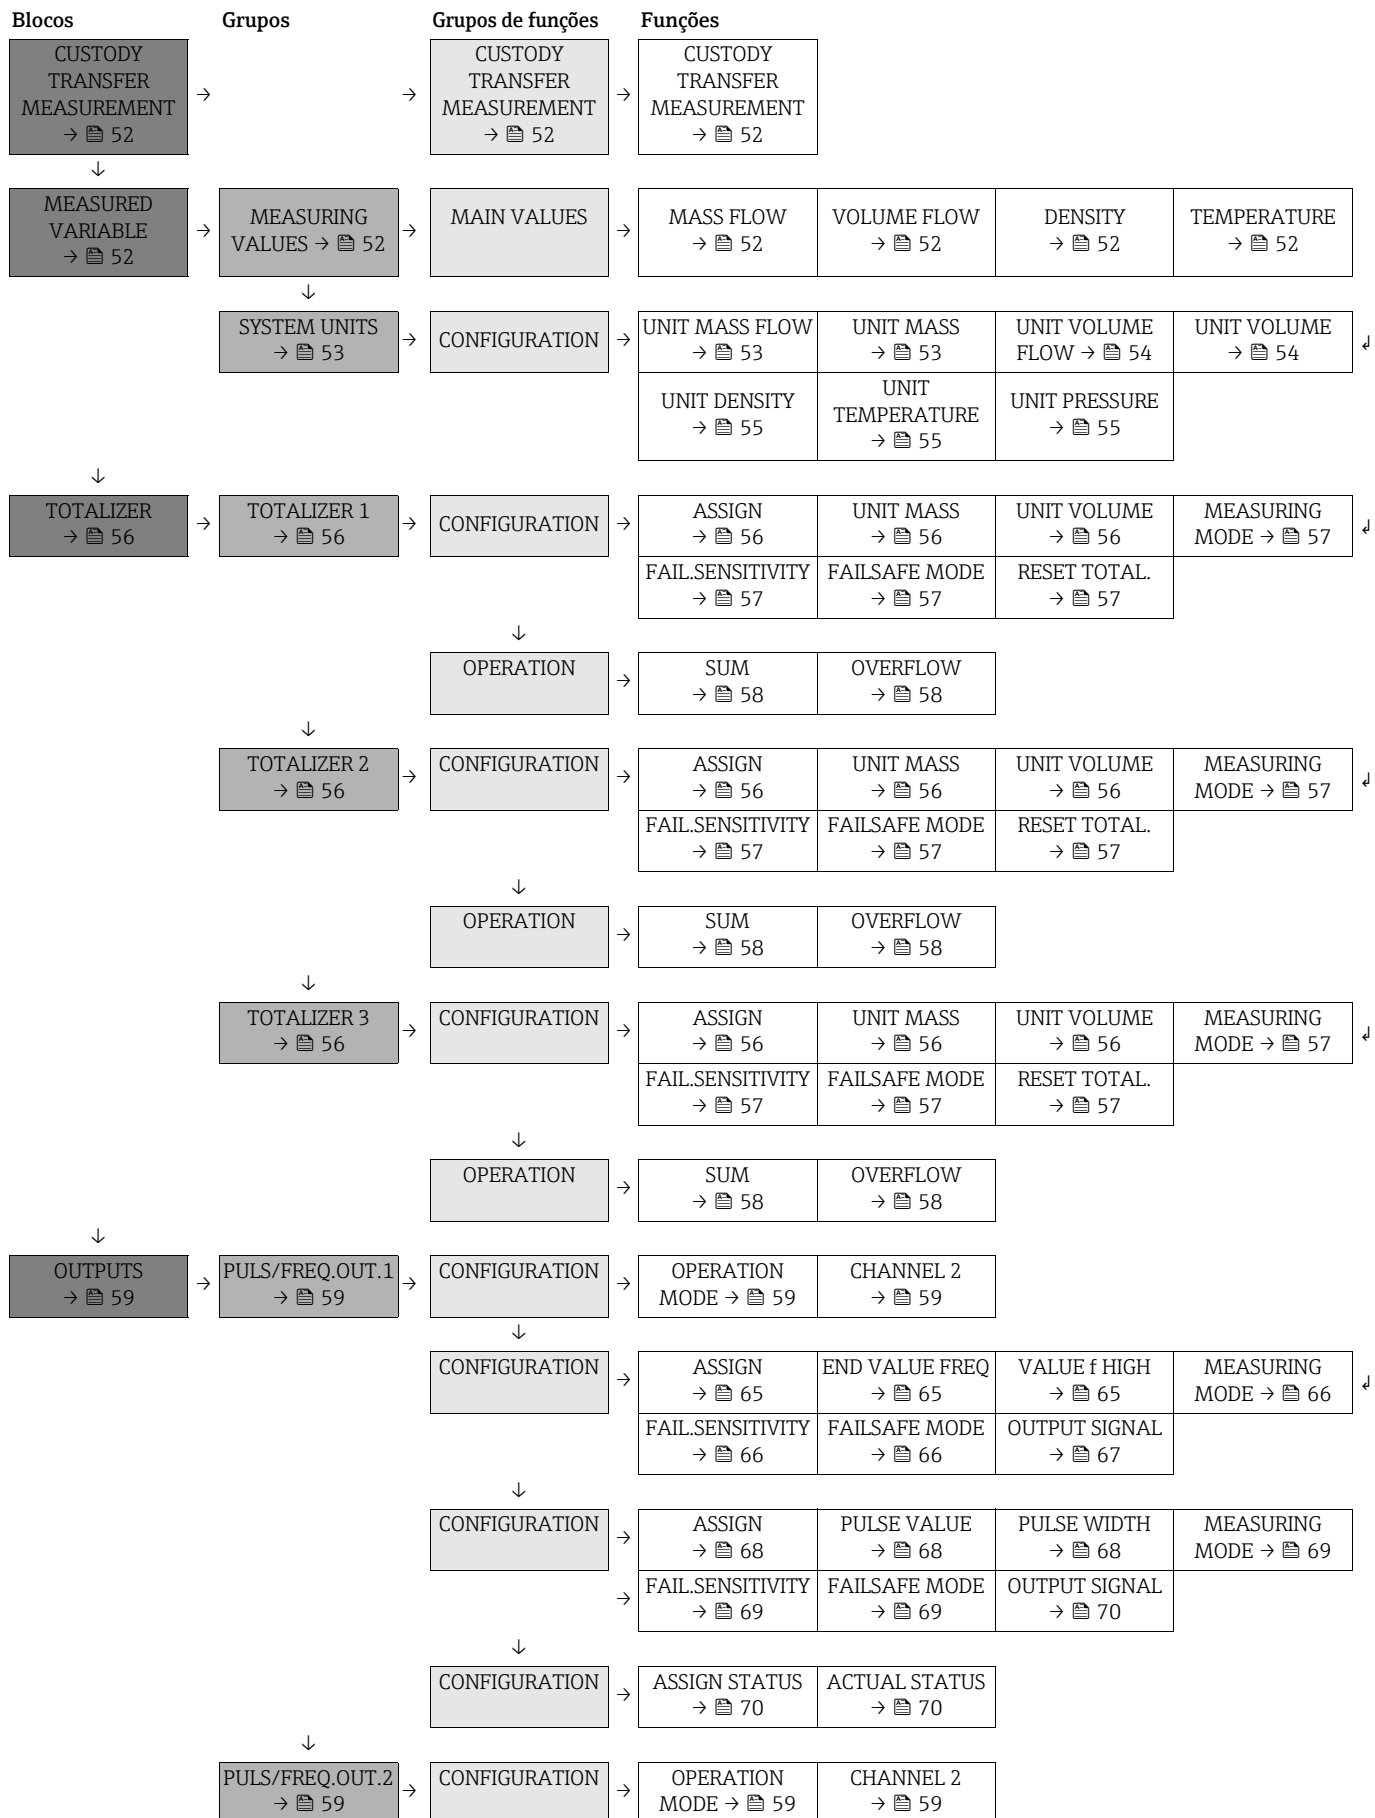 Blocos Grupos Grupos de funções Funções
CUSTODY TRANSFER MEASUREMENT → 52
→
→
CUSTODY TRANSFER MEASUREMENT → 52
→
CUSTODY TRANSFER MEASUREMENT → 52
↓
MEASURED VARIABLE → 52
→
MEASURING VALUES → 52
→
MAIN VALUES
→
MASS FLOW → 52
VOLUME FLOW → 52
DENSITY → 52
TEMPERATURE → 52
↓
SYSTEM UNITS → 53
→
CONFIGURATION
→
UNIT MASS FLOW → 53
UNIT MASS → 53
UNIT VOLUME FLOW → 54
UNIT VOLUME → 54
↲
UNIT DENSITY → 55
UNIT TEMPERATURE → 55
UNIT PRESSURE → 55
↓
TOTALIZER → 56
→
TOTALIZER 1 → 56
→
CONFIGURATION
→
ASSIGN → 56
UNIT MASS → 56
UNIT VOLUME → 56
MEASURING MODE → 57
↲
FAIL.SENSITIVITY → 57
FAILSAFE MODE → 57
RESET TOTAL. → 57
↓
OPERATION
→
SUM → 58
OVERFLOW → 58
↓
TOTALIZER 2 → 56
→
CONFIGURATION
→
ASSIGN → 56
UNIT MASS → 56
UNIT VOLUME → 56
MEASURING MODE → 57
↲
FAIL.SENSITIVITY → 57
FAILSAFE MODE → 57
RESET TOTAL. → 57
↓
OPERATION
→
SUM → 58
OVERFLOW → 58
↓
TOTALIZER 3 → 56
→
CONFIGURATION
→
ASSIGN → 56
UNIT MASS → 56
UNIT VOLUME → 56
MEASURING MODE → 57
↲
FAIL.SENSITIVITY → 57
FAILSAFE MODE → 57
RESET TOTAL. → 57
↓
OPERATION
→
SUM → 58
OVERFLOW → 58
↓
OUTPUTS → 59
→
PULS/FREQ.OUT.1 → 59
→
CONFIGURATION
→
OPERATION MODE → 59
CHANNEL 2 → 59
↓
CONFIGURATION
→
ASSIGN → 65
END VALUE FREQ → 65
VALUE f HIGH → 65
MEASURING MODE → 66
↲
FAIL.SENSITIVITY → 66
FAILSAFE MODE → 66
OUTPUT SIGNAL → 67
↓
CONFIGURATION
→
ASSIGN → 68
PULSE VALUE → 68
PULSE WIDTH → 68
MEASURING MODE → 69
→
FAIL.SENSITIVITY → 69
FAILSAFE MODE → 69
OUTPUT SIGNAL → 70
↓
CONFIGURATION
→
ASSIGN STATUS → 70
ACTUAL STATUS → 70
↓
PULS/FREQ.OUT.2 → 59
→
CONFIGURATION
→
OPERATION MODE → 59
CHANNEL 2 → 59